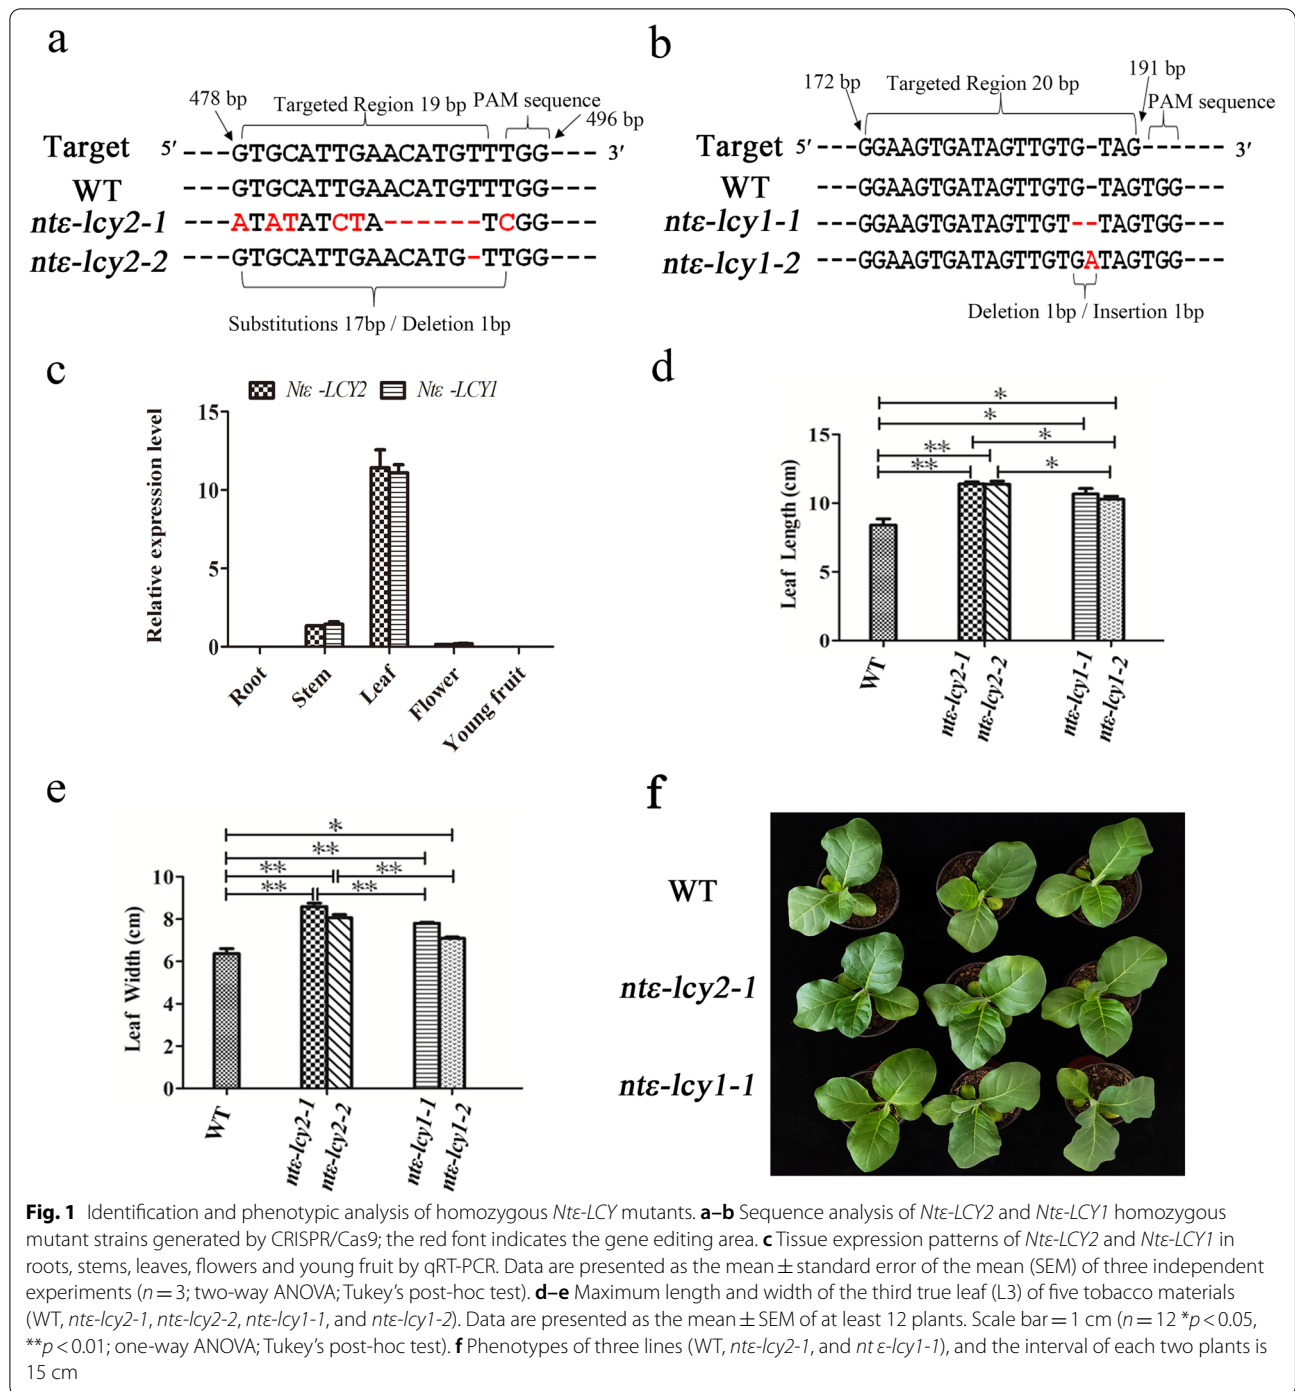 a
478 bp
Targeted Region 19 bp
PAM sequence
496 bp
Target 5′ ---GTGCATTGAACATGTTTGG--- 3′
WT ---GTGCATTGAACATGTTTGG---
ntε-lcy2-1 ---ATATATCTA------TCGG---
ntε-lcy2-2 ---GTGCATTGAACATG-TTGG---
Substitutions 17bp / Deletion 1bp
b
172 bp
Targeted Region 20 bp
191 bp
PAM sequence
Target 5′ ---GGAAGTGATAGTTGTG-TAG------ 3′
WT ---GGAAGTGATAGTTGTG-TAGTGG---
ntε-lcy1-1 ---GGAAGTGATAGTTGT--TAGTGG---
ntε-lcy1-2 ---GGAAGTGATAGTTGTGATAGTGG---
Deletion 1bp / Insertion 1bp
c
Ntε -LCY2 Ntε -LCY1
Relative expression level
15
10
5
0
Root Stem Leaf Flower Young fruit
d
Leaf Length (cm)
15
10
5
0
*
*
*
**
** *
WT ntε-lcy2-1 ntε-lcy2-2 ntε-lcy1-1 ntε-lcy1-2
e
Leaf Width (cm)
10
8
6
4
2
0
*
**
** **
** **
WT ntε-lcy2-1 ntε-lcy2-2 ntε-lcy1-1 ntε-lcy1-2
f
WT
ntε-lcy2-1
ntε-lcy1-1
Fig. 1 Identification and phenotypic analysis of homozygous Ntε-LCY mutants. a–b Sequence analysis of Ntε-LCY2 and Ntε-LCY1 homozygous
mutant strains generated by CRISPR/Cas9; the red font indicates the gene editing area. c Tissue expression patterns of Ntε-LCY2 and Ntε-LCY1 in
roots, stems, leaves, flowers and young fruit by qRT-PCR. Data are presented as the mean ± standard error of the mean (SEM) of three independent
experiments (n = 3; two-way ANOVA; Tukey's post-hoc test). d–e Maximum length and width of the third true leaf (L3) of five tobacco materials
(WT, ntε-lcy2-1, ntε-lcy2-2, ntε-lcy1-1, and ntε-lcy1-2). Data are presented as the mean ± SEM of at least 12 plants. Scale bar = 1 cm (n = 12 *p < 0.05,
**p < 0.01; one-way ANOVA; Tukey's post-hoc test). f Phenotypes of three lines (WT, ntε-lcy2-1, and nt ε-lcy1-1), and the interval of each two plants is
15 cm